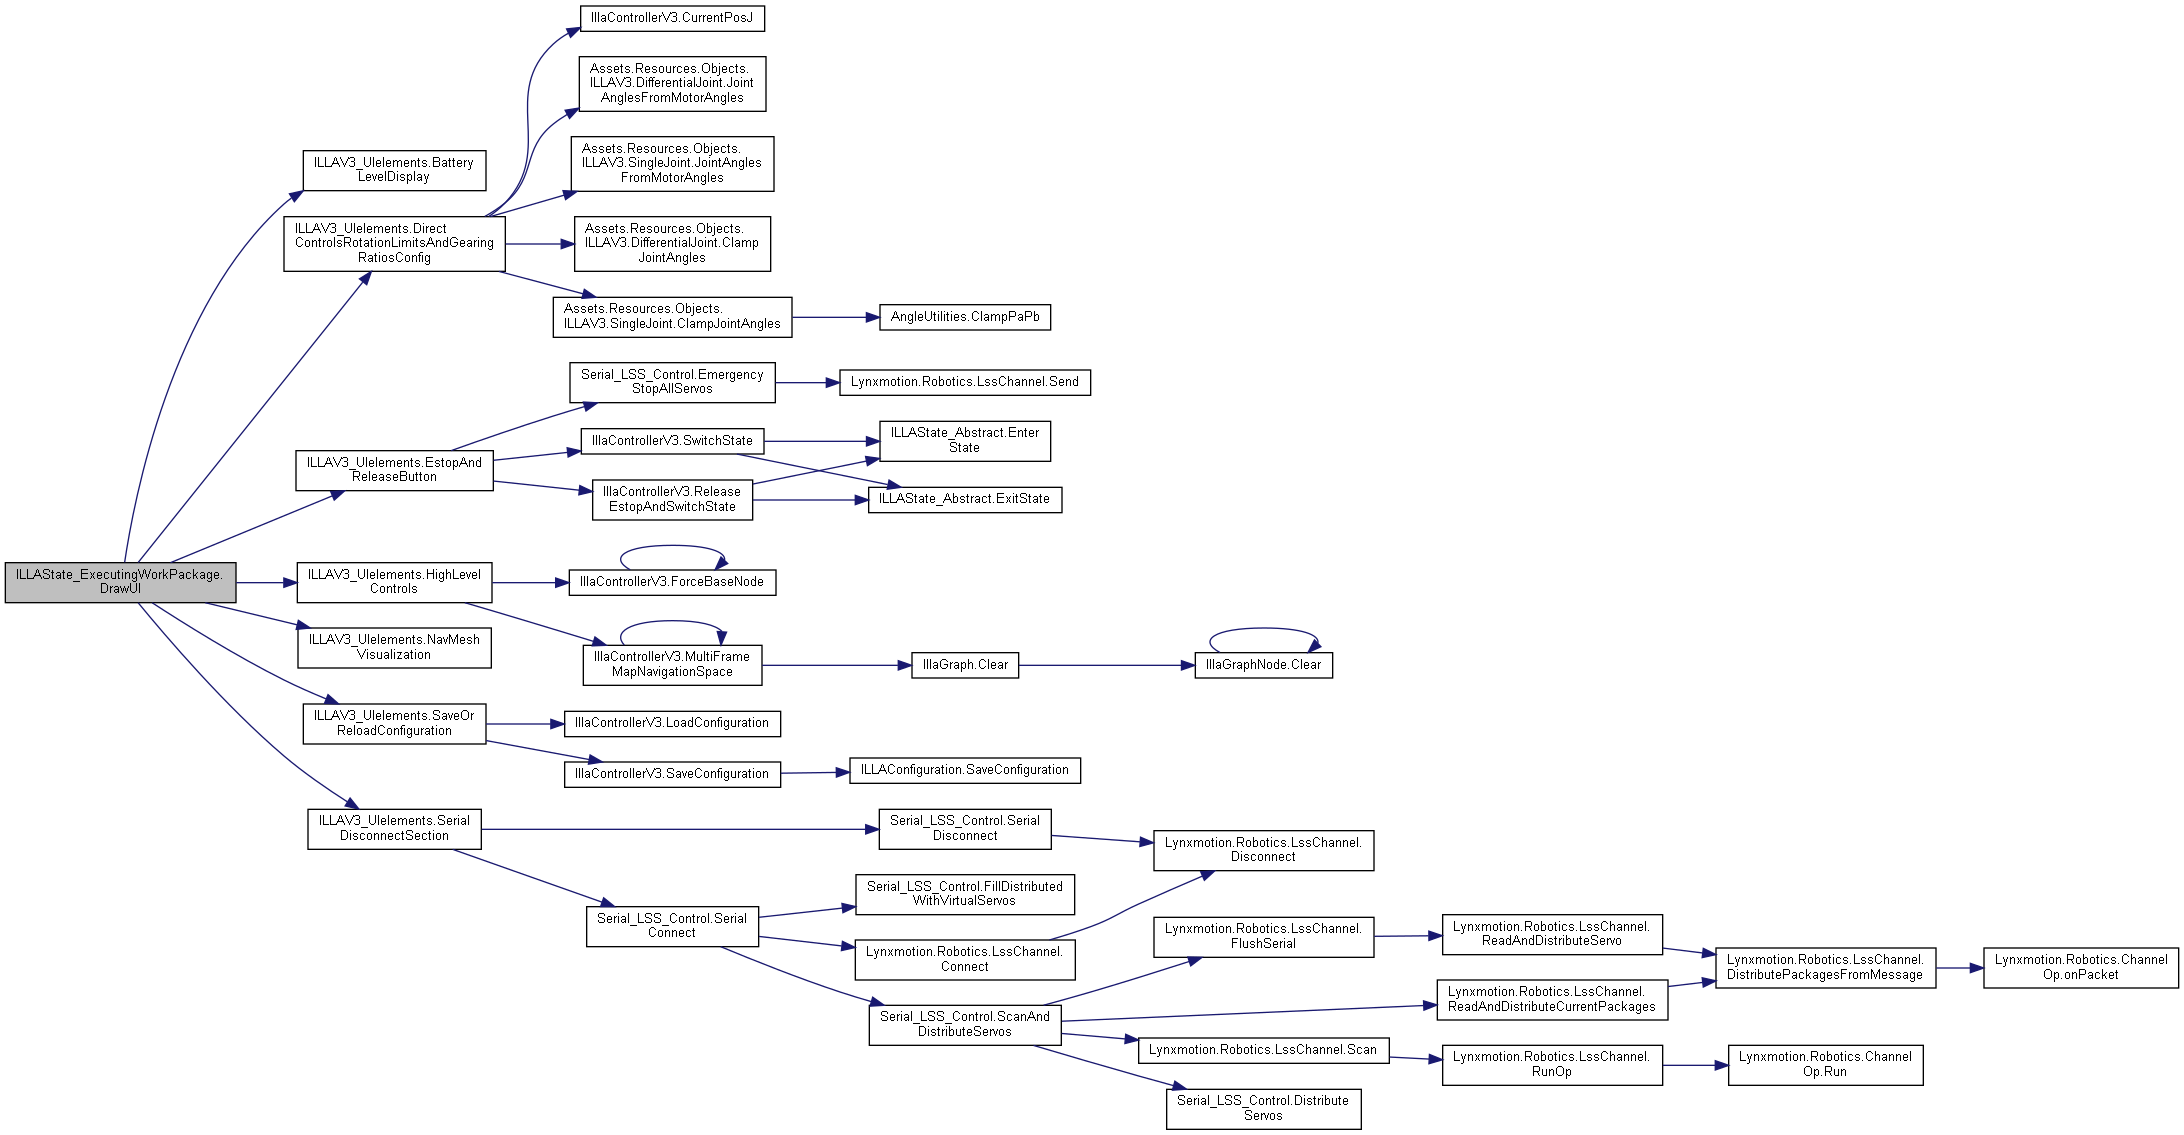 IllaControllerV3.CurrentPosJ
Assets.Resources.Objects.
ILLAV3.DifferentialJoint.Joint
AnglesFromMotorAngles
Assets.Resources.Objects.
ILLAV3.SingleJoint.JointAngles
FromMotorAngles
ILLAV3_UIelements.Battery
LevelDisplay
ILLAV3_UIelements.Direct
ControlsRotationLimitsAndGearing
RatiosConfig
Assets.Resources.Objects.
ILLAV3.DifferentialJoint.Clamp
JointAngles
Assets.Resources.Objects.
ILLAV3.SingleJoint.ClampJointAngles
AngleUtilities.ClampPaPb
Serial_LSS_Control.Emergency
StopAllServos
Lynxmotion.Robotics.LssChannel.Send
IllaControllerV3.SwitchState
ILLAState_Abstract.Enter
State
ILLAV3_UIelements.EstopAnd
ReleaseButton
IllaControllerV3.Release
EstopAndSwitchState
ILLAState_Abstract.ExitState
ILLAState_ExecutingWorkPackage.
DrawUI
ILLAV3_UIelements.HighLevel
Controls
IllaControllerV3.ForceBaseNode
ILLAV3_UIelements.NavMesh
Visualization
IllaControllerV3.MultiFrame
MapNavigationSpace
IllaGraph.Clear
IllaGraphNode.Clear
ILLAV3_UIelements.SaveOr
ReloadConfiguration
IllaControllerV3.LoadConfiguration
IllaControllerV3.SaveConfiguration
ILLAConfiguration.SaveConfiguration
ILLAV3_UIelements.Serial
DisconnectSection
Serial_LSS_Control.Serial
Disconnect
Lynxmotion.Robotics.LssChannel.
Disconnect
Serial_LSS_Control.FillDistributed
WithVirtualServos
Serial_LSS_Control.Serial
Connect
Lynxmotion.Robotics.LssChannel.
Connect
Lynxmotion.Robotics.LssChannel.
FlushSerial
Lynxmotion.Robotics.LssChannel.
ReadAndDistributeServo
Lynxmotion.Robotics.LssChannel.
DistributePackagesFromMessage
Lynxmotion.Robotics.Channel
Op.onPacket
Lynxmotion.Robotics.LssChannel.
ReadAndDistributeCurrentPackages
Serial_LSS_Control.ScanAnd
DistributeServos
Lynxmotion.Robotics.LssChannel.Scan
Lynxmotion.Robotics.LssChannel.
RunOp
Lynxmotion.Robotics.Channel
Op.Run
Serial_LSS_Control.Distribute
Servos